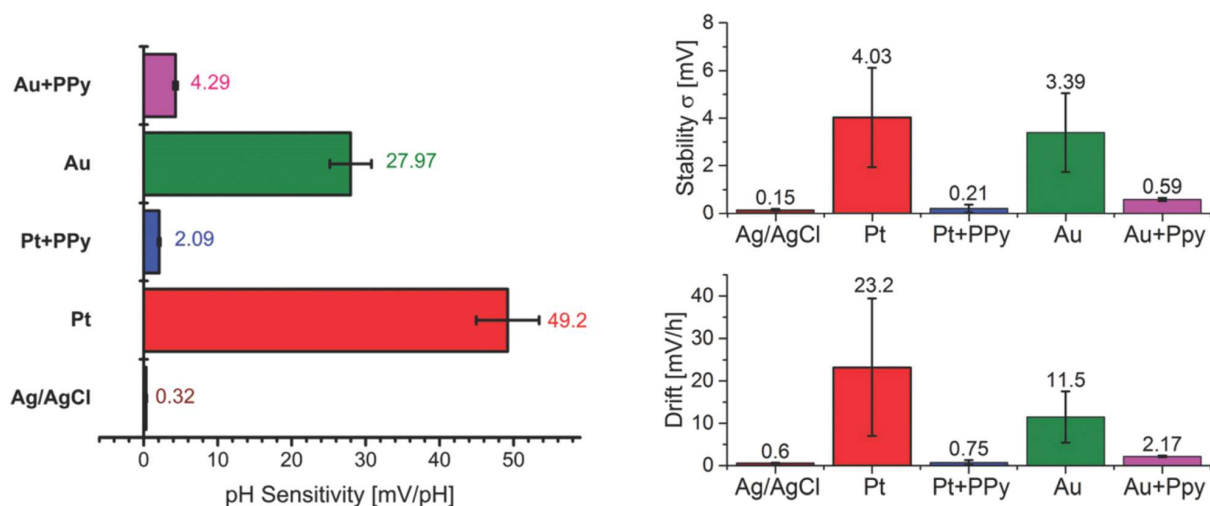 Au+PPy
4.29
Au
27.97
Pt+PPy
2.09
Pt
49.2
Ag/AgCl
0.32
0 10 20 30 40 50
pH Sensitivity [mV/pH]
Stability σ [mV]
8
6
4
2
0
0.15
4.03
0.21
3.39
0.59
Ag/AgCl Pt Pt+PPy Au Au+Ppy
Drift [mV/h]
40
30
20
10
0
0.6
23.2
0.75
11.5
2.17
Ag/AgCl Pt Pt+PPy Au Au+Ppy